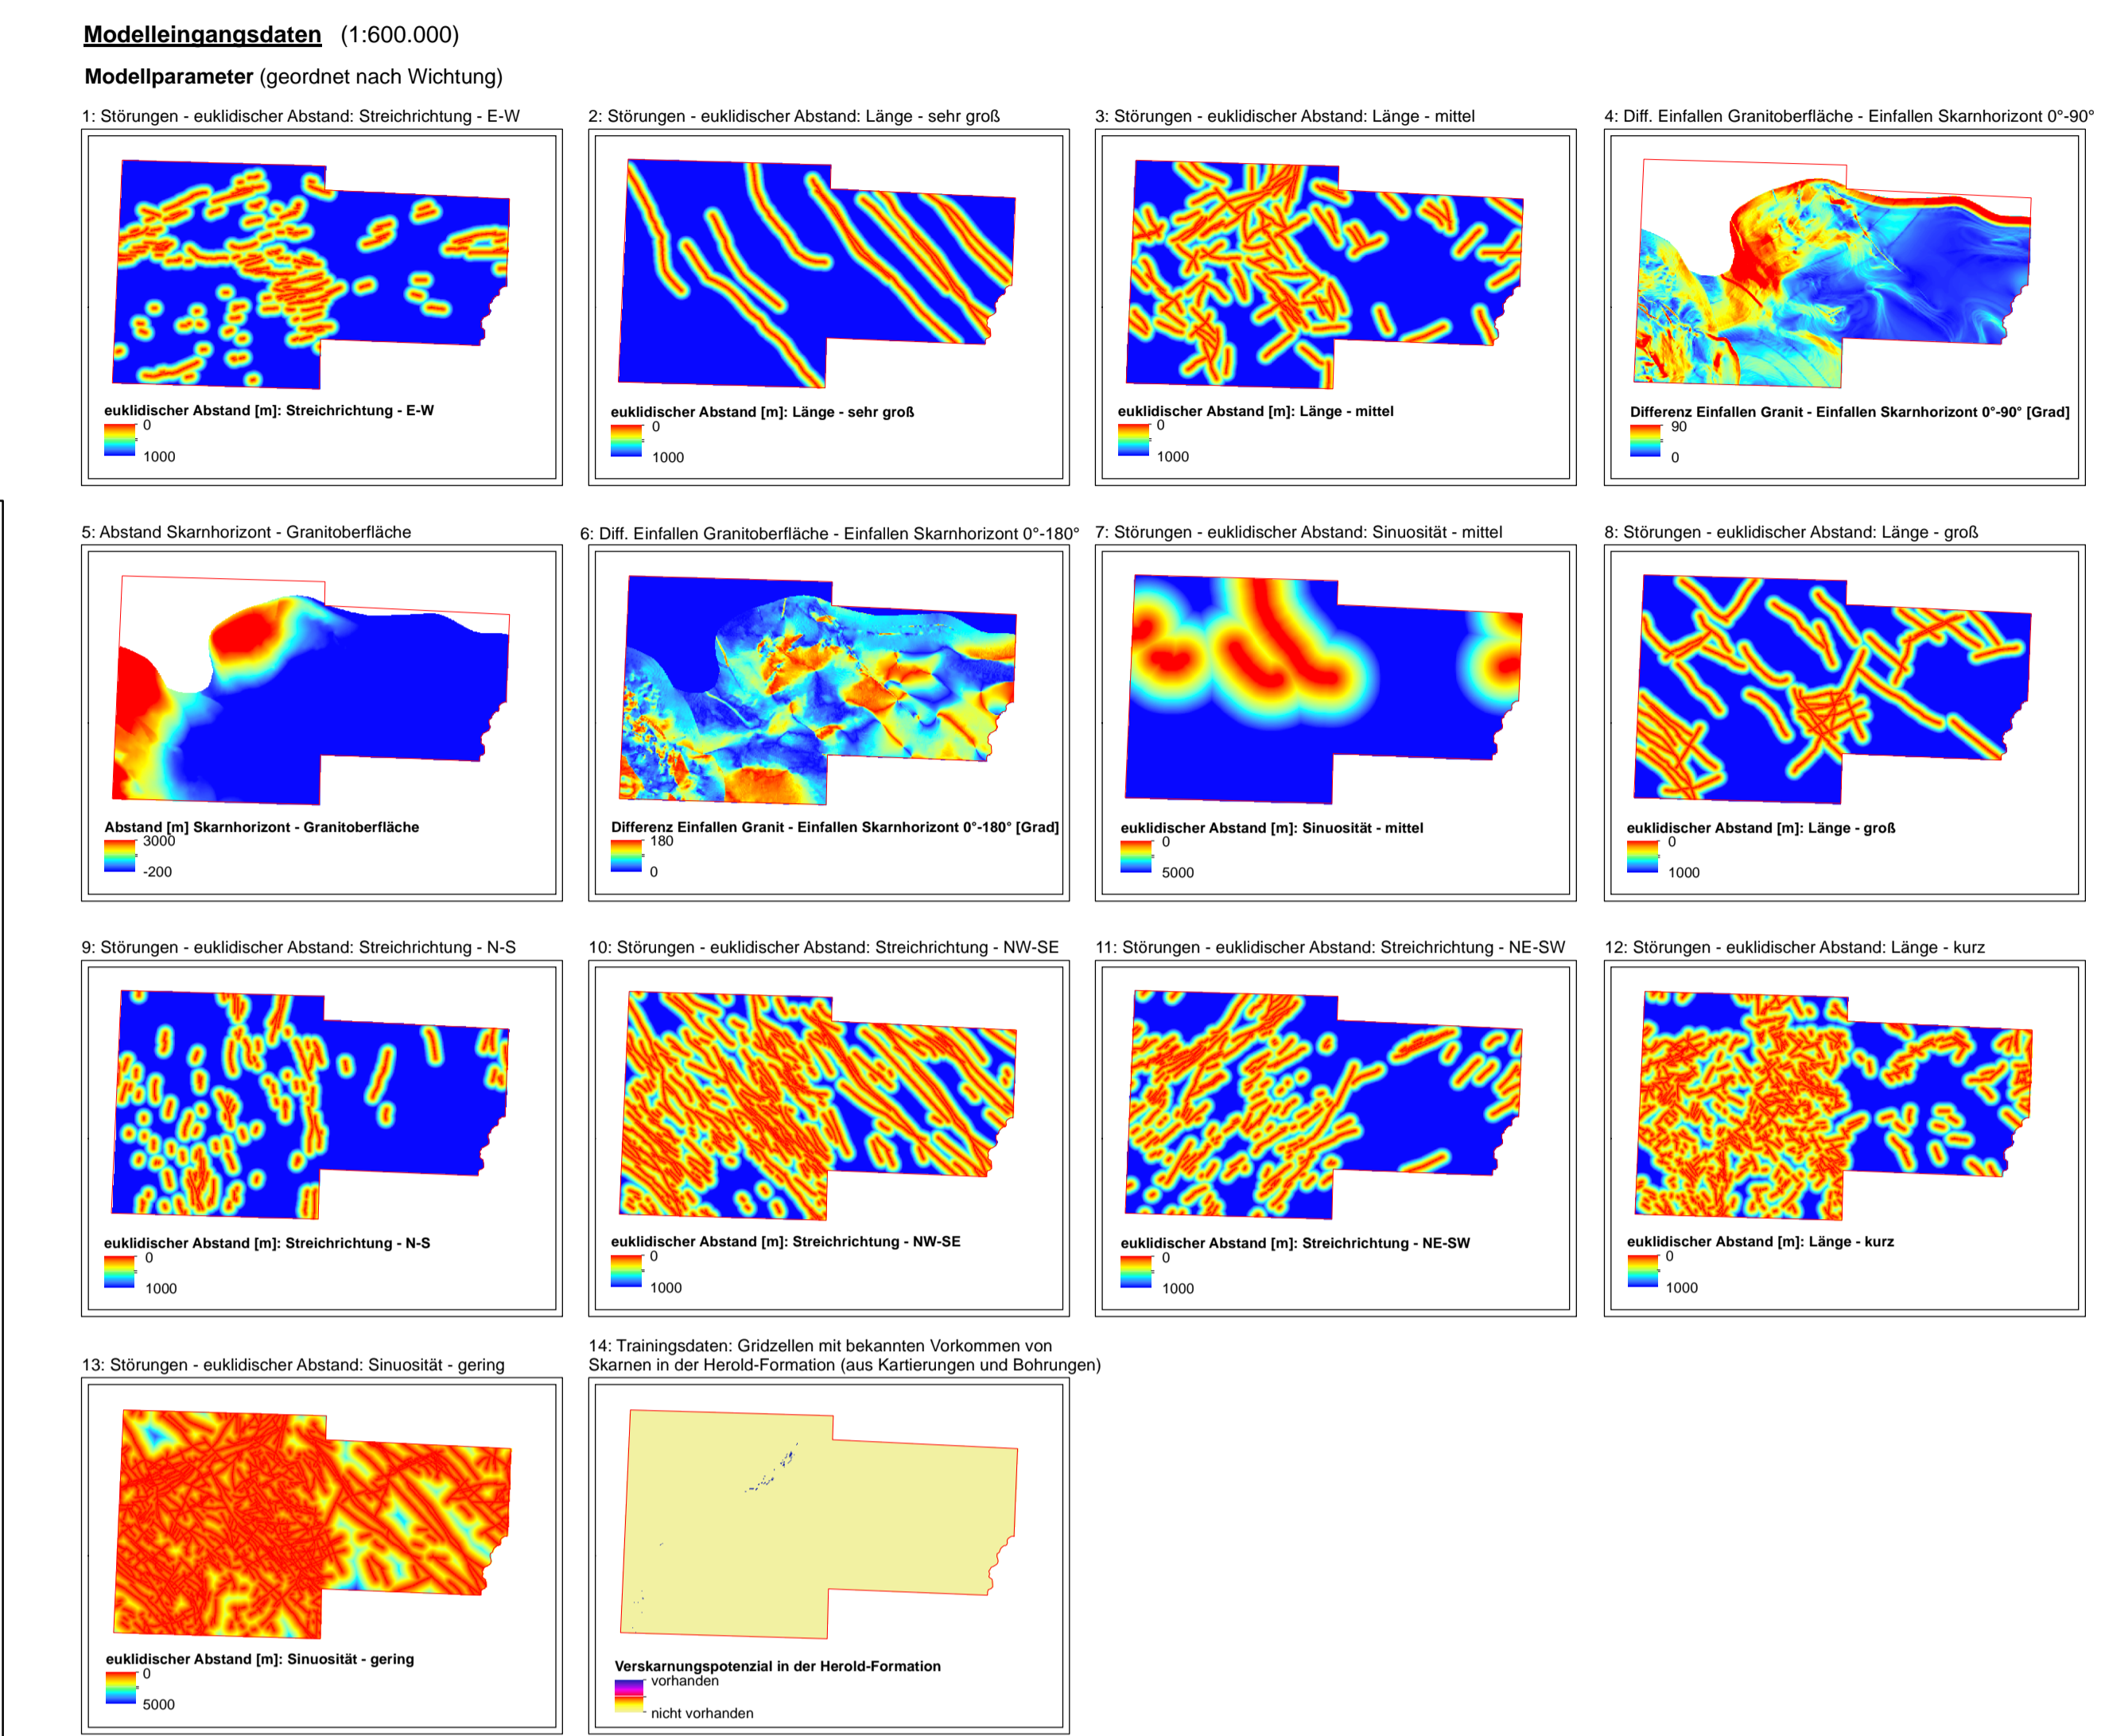 Modelleingangsdaten (1:600.000)
Modellparameter (geordnet nach Wichtung)
1: Störungen - euklidischer Abstand: Streichrichtung - E-W
euklidischer Abstand [m]: Streichrichtung - E-W
0
1000
2: Störungen - euklidischer Abstand: Länge - sehr groß
euklidischer Abstand [m]: Länge - sehr groß
0
1000
3: Störungen - euklidischer Abstand: Länge - mittel
euklidischer Abstand [m]: Länge - mittel
0
1000
4: Diff. Einfallen Granitoberfläche - Einfallen Skarnhorizont 0°-90°
Differenz Einfallen Granit - Einfallen Skarnhorizont 0°-90° [Grad]
90
0
5: Abstand Skarnhorizont - Granitoberfläche
Abstand [m] Skarnhorizont - Granitoberfläche
3000
-200
6: Diff. Einfallen Granitoberfläche - Einfallen Skarnhorizont 0°-180°
Differenz Einfallen Granit - Einfallen Skarnhorizont 0°-180° [Grad]
180
0
7: Störungen - euklidischer Abstand: Sinuosität - mittel
euklidischer Abstand [m]: Sinuosität - mittel
0
5000
8: Störungen - euklidischer Abstand: Länge - groß
euklidischer Abstand [m]: Länge - groß
0
1000
9: Störungen - euklidischer Abstand: Streichrichtung - N-S
euklidischer Abstand [m]: Streichrichtung - N-S
0
1000
10: Störungen - euklidischer Abstand: Streichrichtung - NW-SE
euklidischer Abstand [m]: Streichrichtung - NW-SE
0
1000
11: Störungen - euklidischer Abstand: Streichrichtung - NE-SW
euklidischer Abstand [m]: Streichrichtung - NE-SW
0
1000
12: Störungen - euklidischer Abstand: Länge - kurz
euklidischer Abstand [m]: Länge - kurz
0
1000
13: Störungen - euklidischer Abstand: Sinuosität - gering
euklidischer Abstand [m]: Sinuosität - gering
0
5000
14: Trainingsdaten: Gridzellen mit bekannten Vorkommen von
Skarnen in der Herold-Formation (aus Kartierungen und Bohrungen)
Verskarnungspotenzial in der Herold-Formation
vorhanden
nicht vorhanden